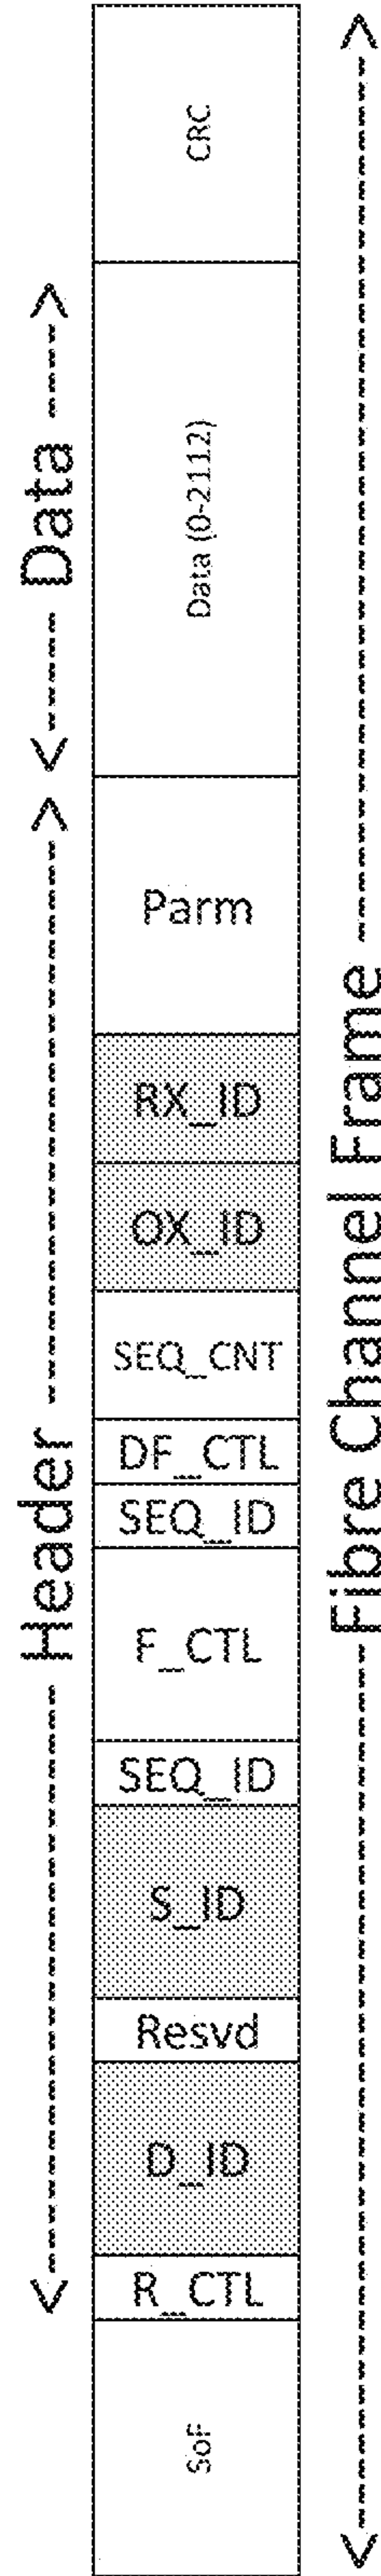 CRC
Data (0-2112)
Parm
RX_ID
OX_ID
SEQ_CNT
DF_CTL
SEQ_ID
F_CTL
SEQ_ID
S_ID
Resvd
D_ID
R_CTL
SoF
<----- Header ----->
<--- Data --->
<----- Fibre Channel Frame ----->